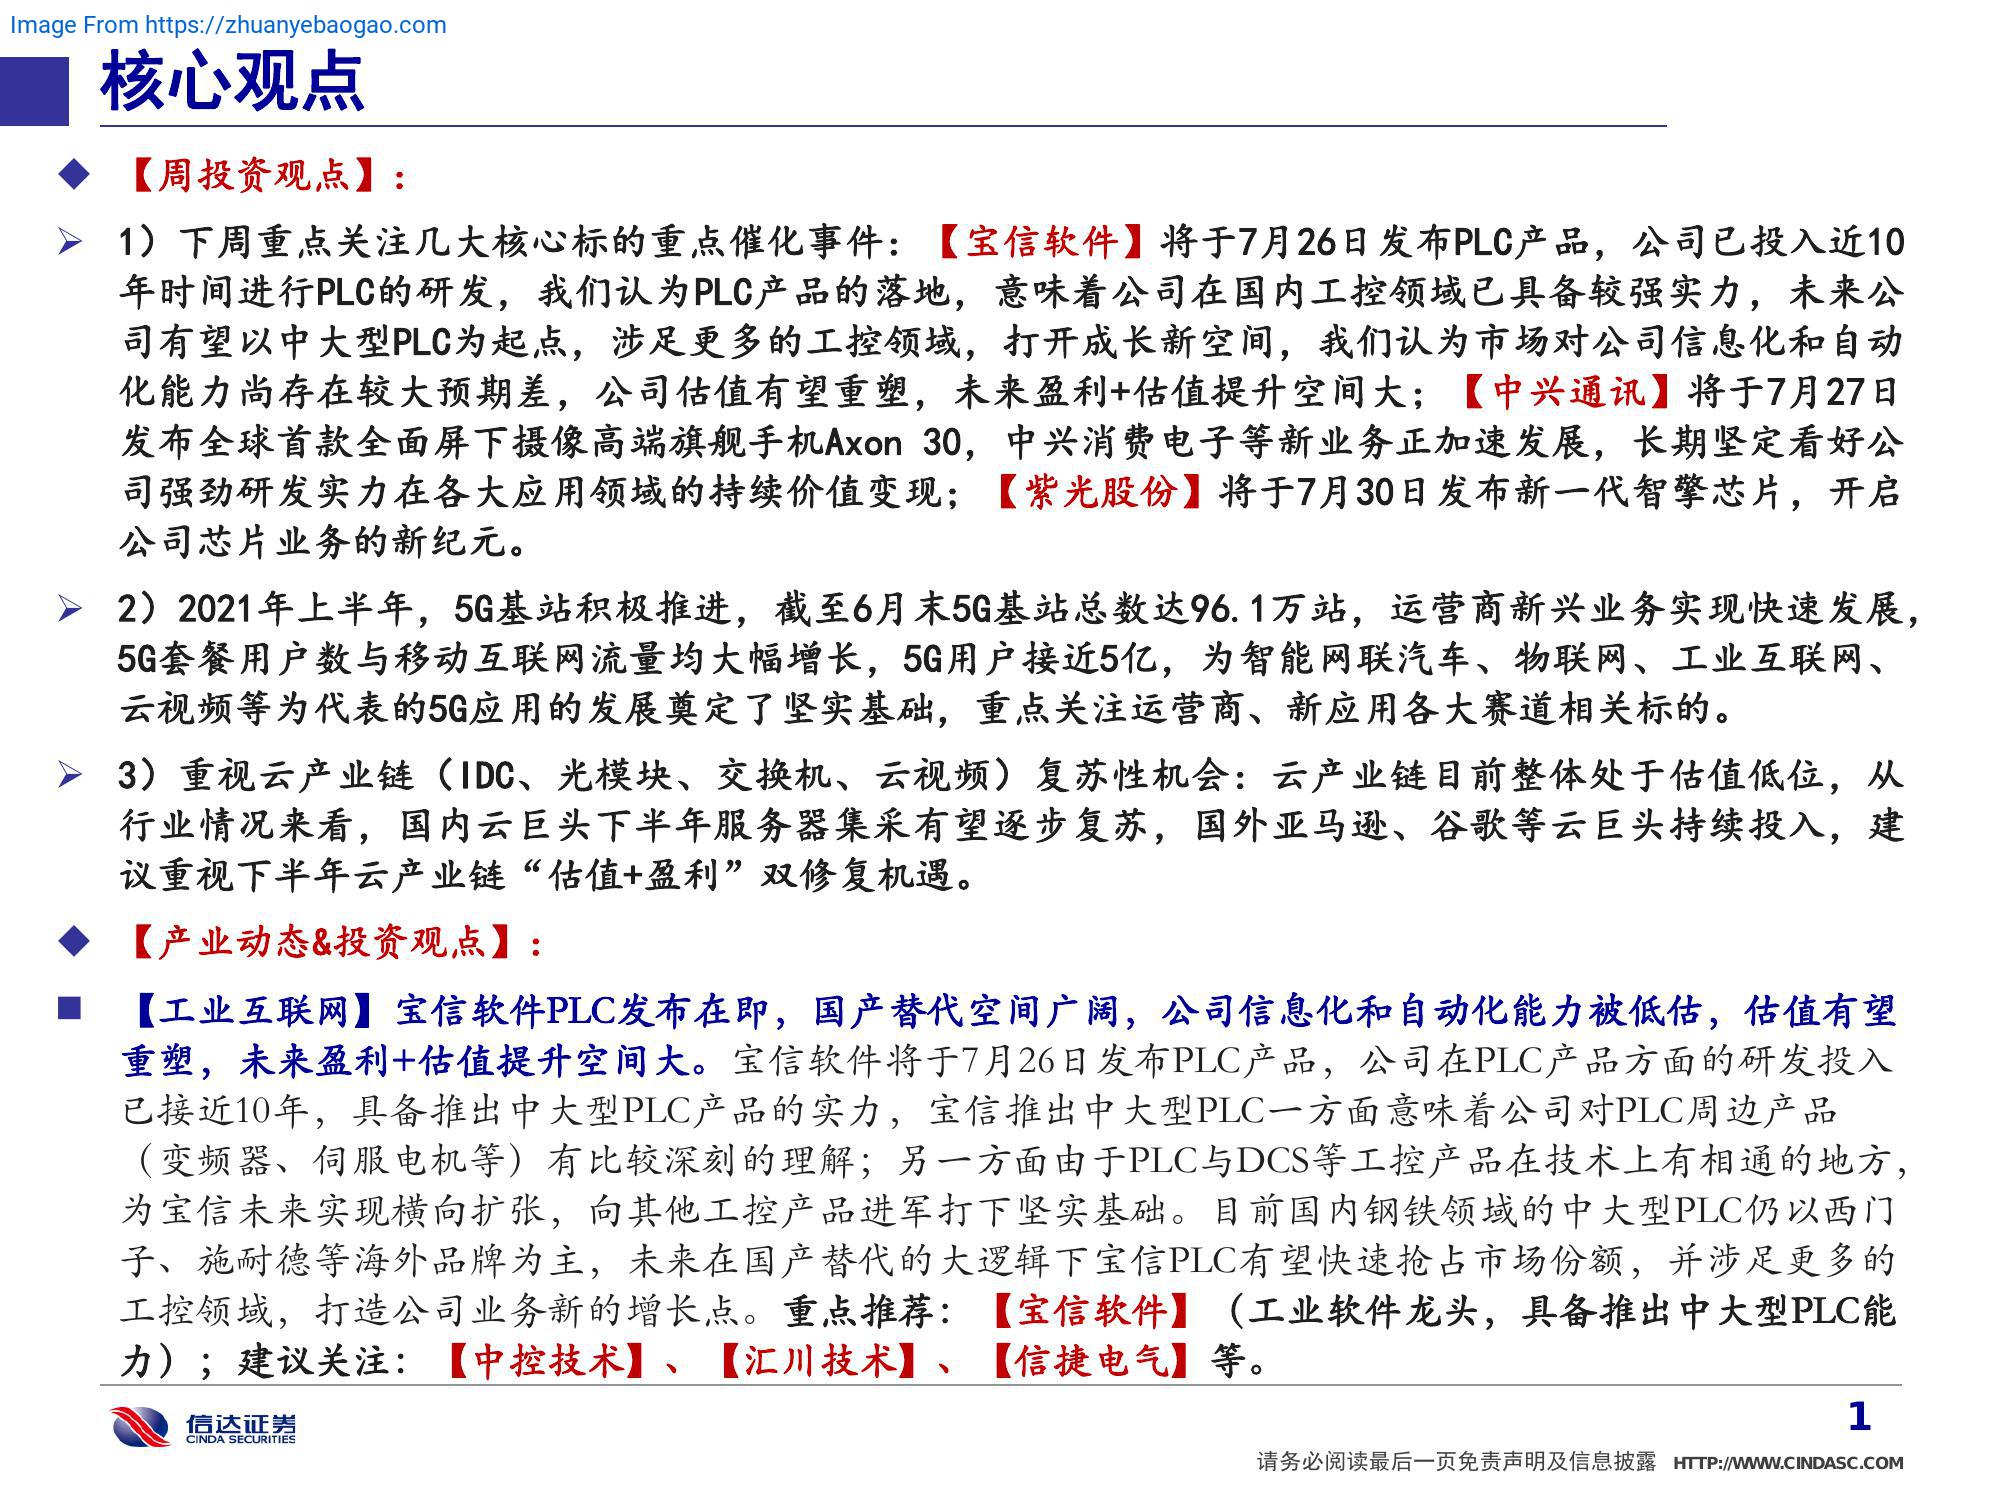 Image From https://zhuanyebaogao.com
核心观点
【周投资观点】：
1）下周重点关注几大核心标的重点催化事件：【宝信软件】将于7月26日发布PLC产品，公司已投入近10
年时间进行PLC的研发，我们认为PLC产品的落地，意味着公司在国内工控领域已具备较强实力，未来公
司有望以中大型PLC为起点，涉足更多的工控领域，打开成长新空间，我们认为市场对公司信息化和自动
化能力尚存在较大预期差，公司估值有望重塑，未来盈利+估值提升空间大；【中兴通讯】将于7月27日
发布全球首款全面屏下摄像高端旗舰手机Axon 30，中兴消费电子等新业务正加速发展，长期坚定看好公
司强劲研发实力在各大应用领域的持续价值变现；【紫光股份】将于7月30日发布新一代智擎芯片，开启
公司芯片业务的新纪元。
2）2021年上半年，5G基站积极推进，截至6月末5G基站总数达96.1万站，运营商新兴业务实现快速发展，
5G套餐用户数与移动互联网流量均大幅增长，5G用户接近5亿，为智能网联汽车、物联网、工业互联网、
云视频等为代表的5G应用的发展奠定了坚实基础，重点关注运营商、新应用各大赛道相关标的。
3）重视云产业链（IDC、光模块、交换机、云视频）复苏性机会：云产业链目前整体处于估值低位，从
行业情况来看，国内云巨头下半年服务器集采有望逐步复苏，国外亚马逊、谷歌等云巨头持续投入，建
议重视下半年云产业链“估值+盈利”双修复机遇。
【产业动态&投资观点】：
【工业互联网】宝信软件PLC发布在即，国产替代空间广阔，公司信息化和自动化能力被低估，估值有望
重塑，未来盈利+估值提升空间大。宝信软件将于7月26日发布PLC产品，公司在PLC产品方面的研发投入
已接近10年，具备推出中大型PLC产品的实力，宝信推出中大型PLC一方面意味着公司对PLC周边产品
（变频器、伺服电机等）有比较深刻的理解；另一方面由于PLC与DCS等工控产品在技术上有相通的地方，
为宝信未来实现横向扩张，向其他工控产品进军打下坚实基础。目前国内钢铁领域的中大型PLC仍以西门
子、施耐德等海外品牌为主，未来在国产替代的大逻辑下宝信PLC有望快速抢占市场份额，并涉足更多的
工控领域，打造公司业务新的增长点。重点推荐：【宝信软件】（工业软件龙头，具备推出中大型PLC能
力）；建议关注：【中控技术】、【汇川技术】、【信捷电气】等。
信达证券
CINDA SECURITIES
1
请务必阅读最后一页免责声明及信息披露 HTTP://WWW.CINDASC.COM